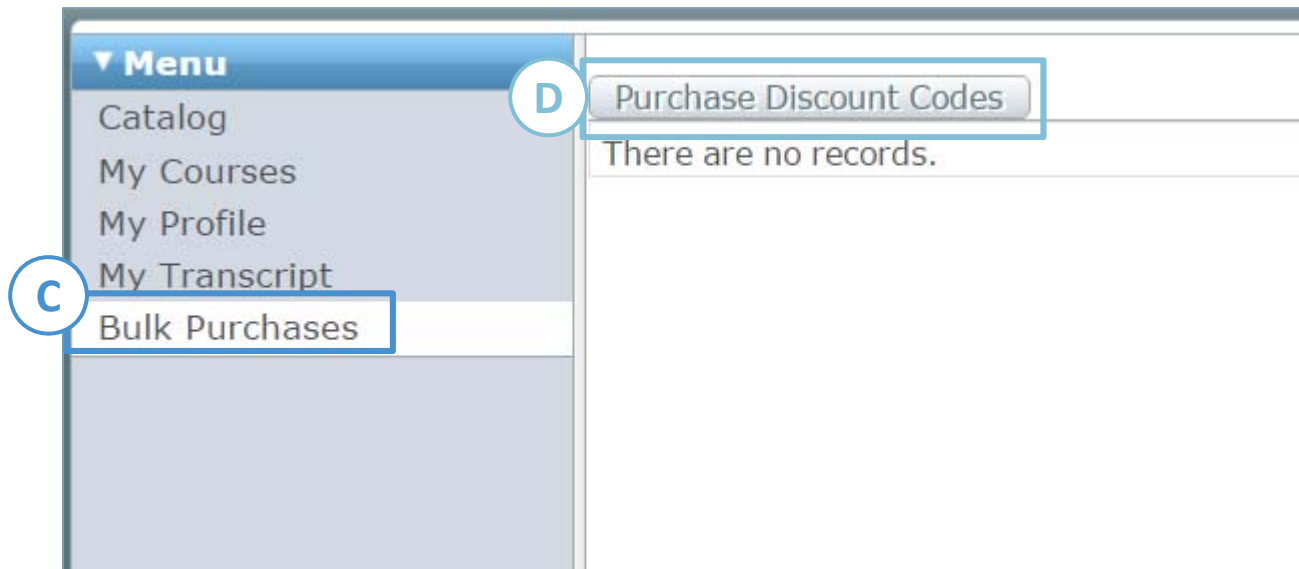 ▼ Menu
Catalog
My Courses
My Profile
My Transcript
C
Bulk Purchases
D
Purchase Discount Codes
There are no records.